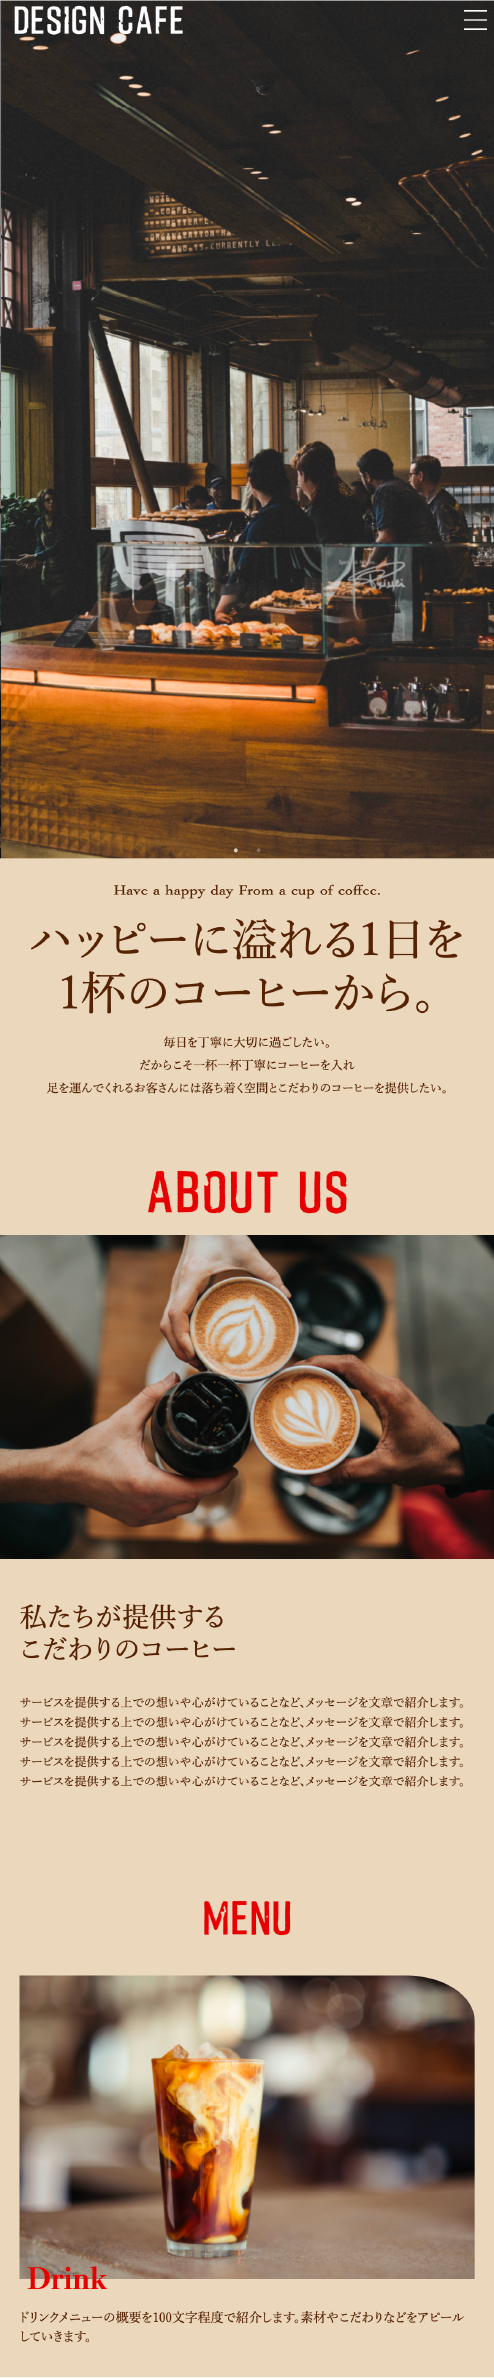 DESIGN CAFE
CURRENTLY
Have a happy day From a cup of coffee.
ハッピーに溢れる1日を
1杯のコーヒーから。
毎日を丁寧に大切に過ごしたい。
だからこそ一杯一杯丁寧にコーヒーを入れ
足を運んでくれるお客さんには落ち着く空間とこだわりのコーヒーを提供したい。
ABOUT US
私たちが提供する
こだわりのコーヒー
サービスを提供する上での想いや心がけていることなど、メッセージを文章で紹介します。
サービスを提供する上での想いや心がけていることなど、メッセージを文章で紹介します。
サービスを提供する上での想いや心がけていることなど、メッセージを文章で紹介します。
サービスを提供する上での想いや心がけていることなど、メッセージを文章で紹介します。
サービスを提供する上での想いや心がけていることなど、メッセージを文章で紹介します。
MENU
Drink
ドリンクメニューの概要を100文字程度で紹介します。素材やこだわりなどをアピール
していきます。